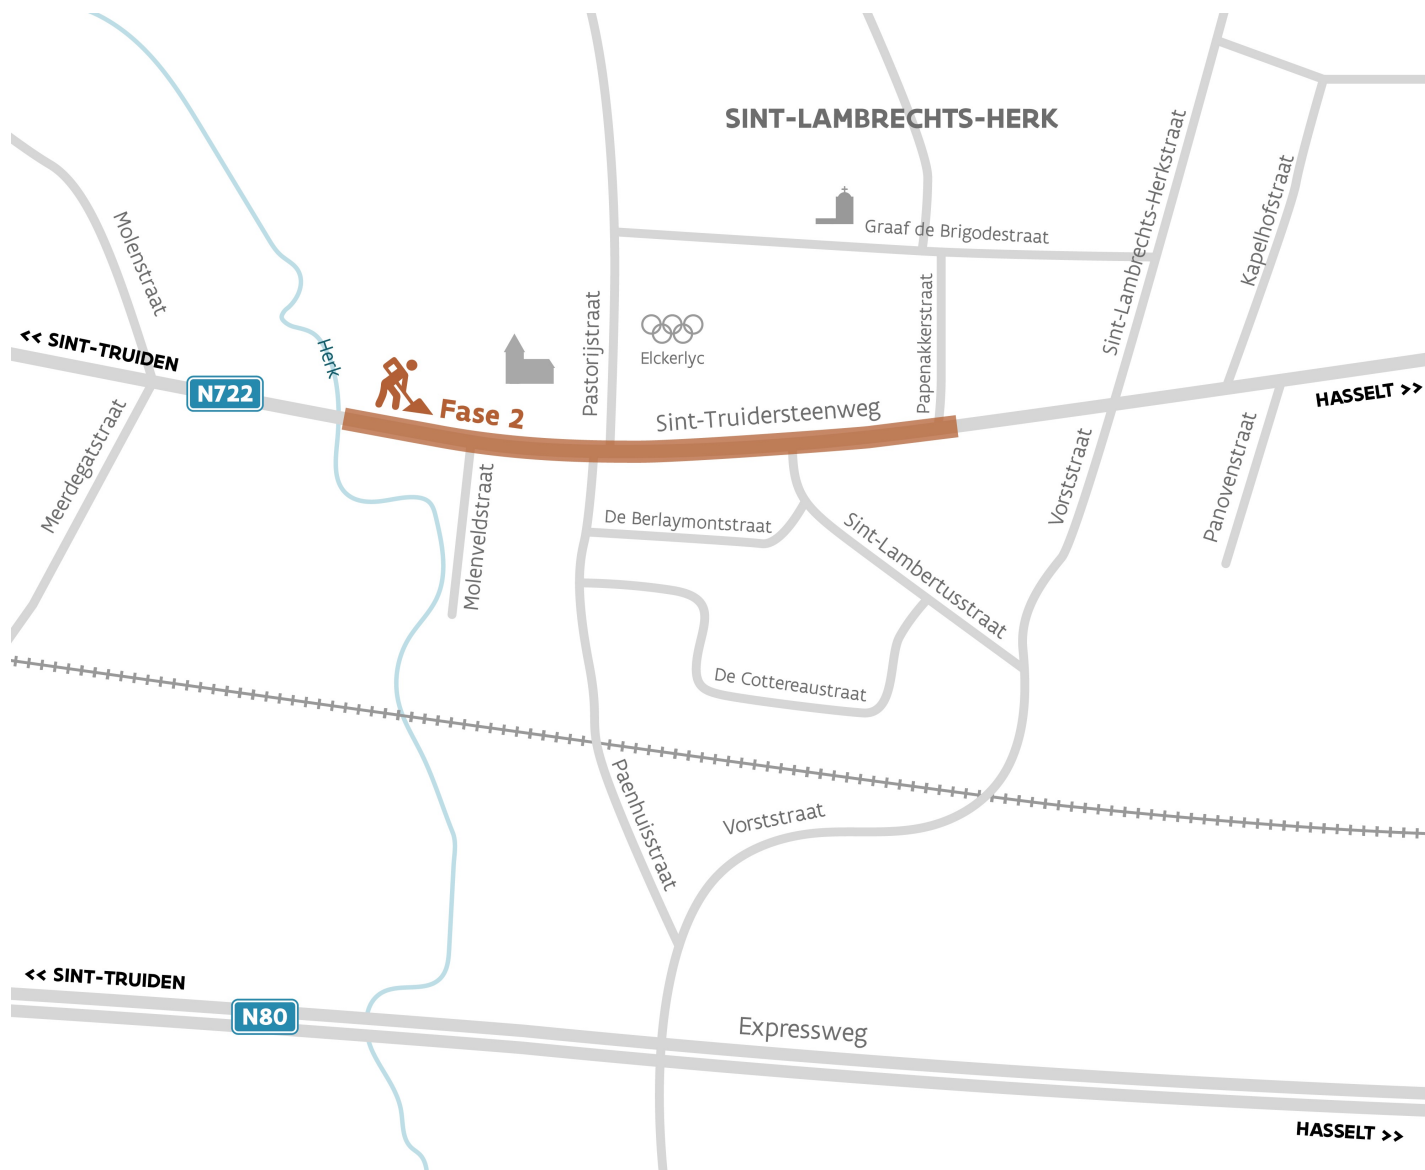 SINT-LAMBRECHTS-HERK
Graaf de Brigodestraat
Sint-Lambrechts-Herkstraat
Kapelhofstraat
Molenstraat
<< SINT-TRUIDEN
N722
Herk
Fase 2
Pastorijstraat
Elckerlyc
Papenakkerstraat
Sint-Truidersteenweg
HASSELT >>
Meerdegatstraat
Molenveldstraat
De Berlaymontstraat
Sint-Lambertusstraat
Vorststraat
Panovenstraat
De Cottereaustraat
Paenhuisstraat
Vorststraat
<< SINT-TRUIDEN
N80
Expressweg
HASSELT >>